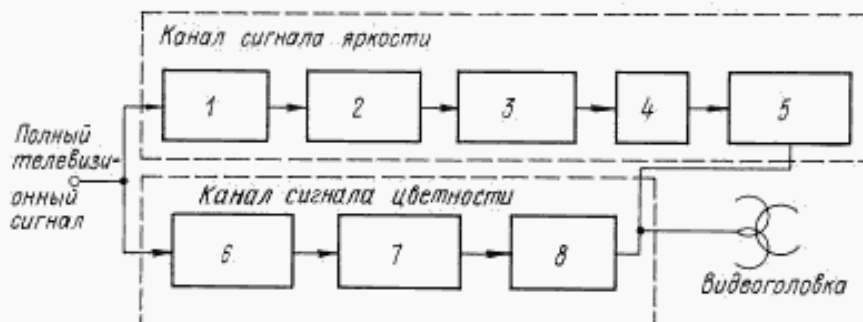 Канал сигнала яркости
1
2
3
4
5
Полный
телевизи-
онный
сигнал
Канал сигнала цветности
6
7
8
Видеоголовка